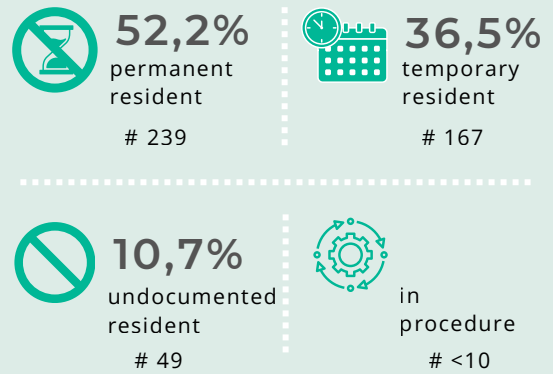 52,2%
permanent
resident
# 239
36,5%
temporary
resident
# 167
10,7%
undocumented
resident
# 49
in
procedure
# <10